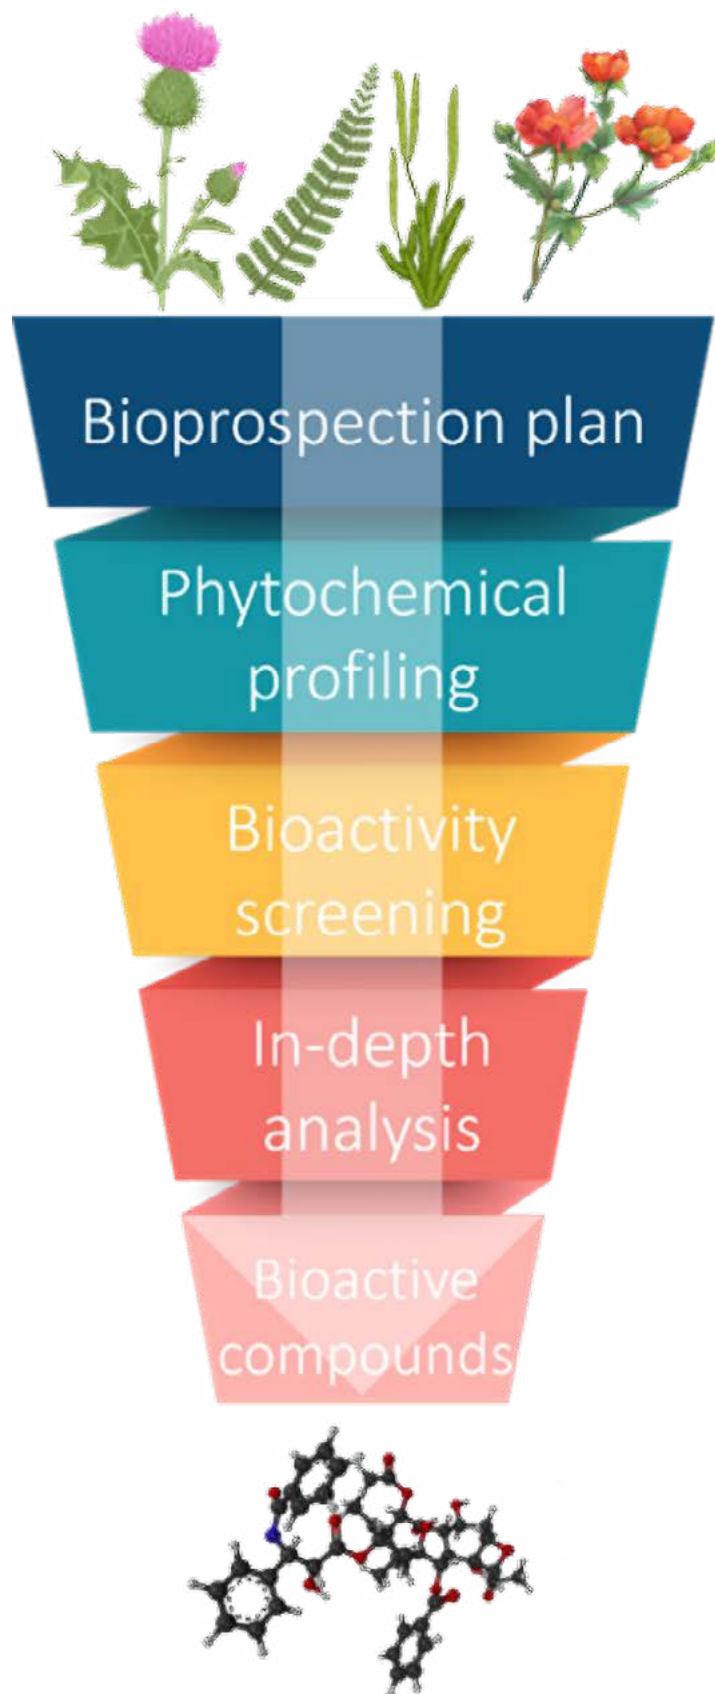 Bioprospection plan
Phytochemical
profiling
Bioactivity
screening
In-depth
analysis
Bioactive
compounds